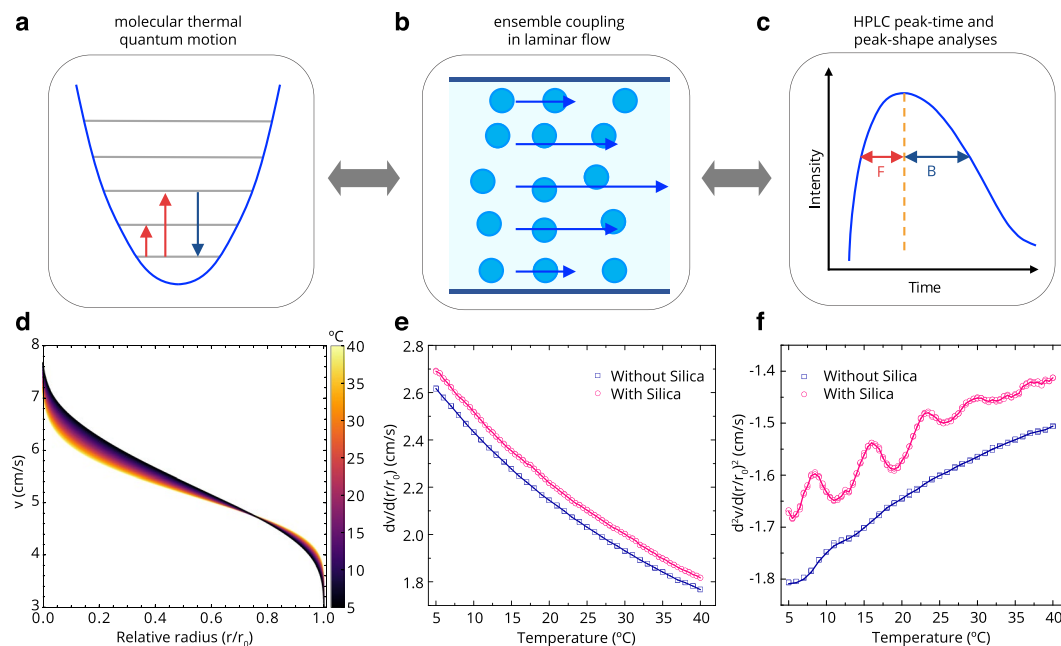 a
molecular thermal
quantum motion
b
ensemble coupling
in laminar flow
c
HPLC peak-time and
peak-shape analyses
Intensity
F
B
Time
d
v (cm/s)
8
7
6
5
4
3
0.0 0.2 0.4 0.6 0.8 1.0
Relative radius (r/r₀)
ºC
40
35
30
25
20
15
10
5
e
dv/d(r/r₀) (cm/s)
2.8
2.6
2.4
2.2
2.0
1.8
Without Silica
With Silica
5 10 15 20 25 30 35 40
Temperature (ºC)
f
d²v/d(r/r₀)² (cm/s)
-1.4
-1.5
-1.6
-1.7
-1.8
Without Silica
With Silica
5 10 15 20 25 30 35 40
Temperature (ºC)